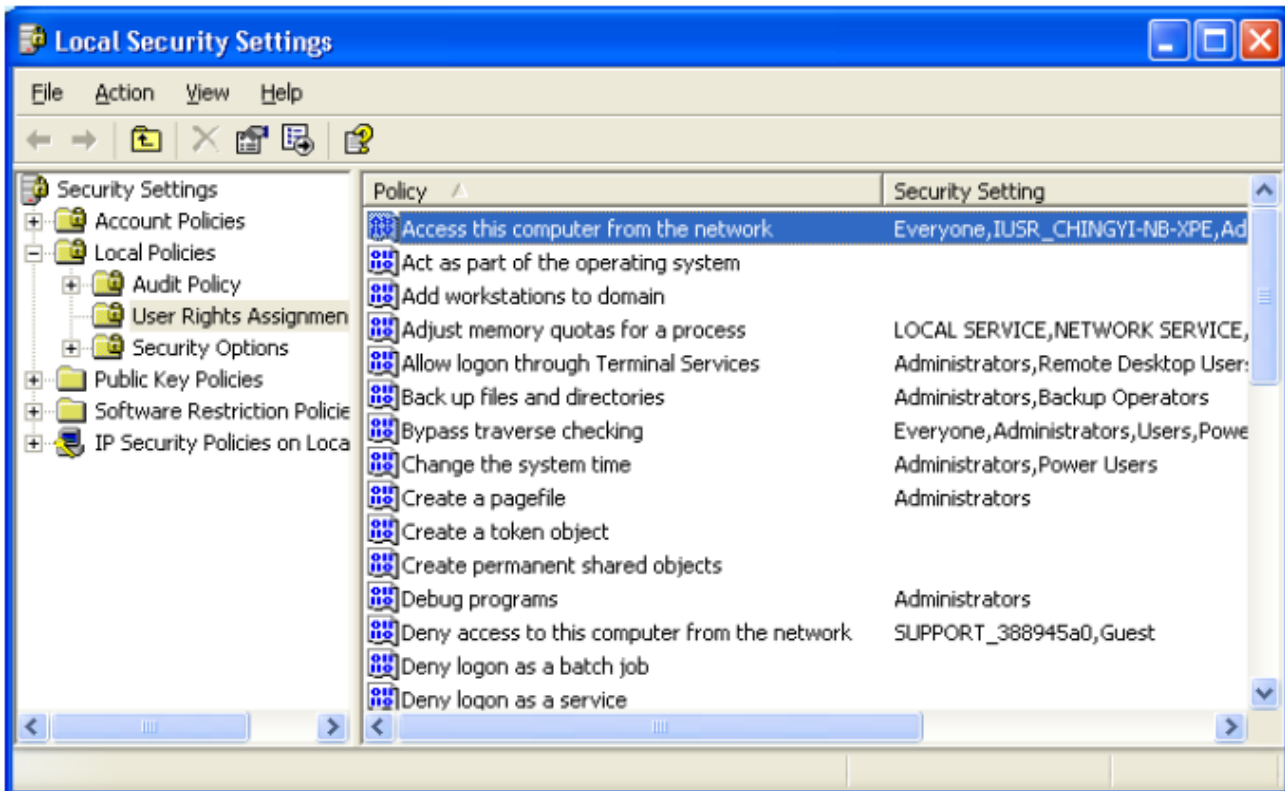 Local Security Settings
File Action View Help
Security Settings
Account Policies
Local Policies
Audit Policy
User Rights Assignmen
Security Options
Public Key Policies
Software Restriction Policie
IP Security Policies on Loca
Policy Security Setting
Access this computer from the network Everyone,IUSR_CHINGYI-NB-XPE,Ad
Act as part of the operating system
Add workstations to domain
Adjust memory quotas for a process LOCAL SERVICE,NETWORK SERVICE,
Allow logon through Terminal Services Administrators,Remote Desktop User
Back up files and directories Administrators,Backup Operators
Bypass traverse checking Everyone,Administrators,Users,Powe
Change the system time Administrators,Power Users
Create a pagefile Administrators
Create a token object
Create permanent shared objects
Debug programs Administrators
Deny access to this computer from the network SUPPORT_388945a0,Guest
Deny logon as a batch job
Deny logon as a service